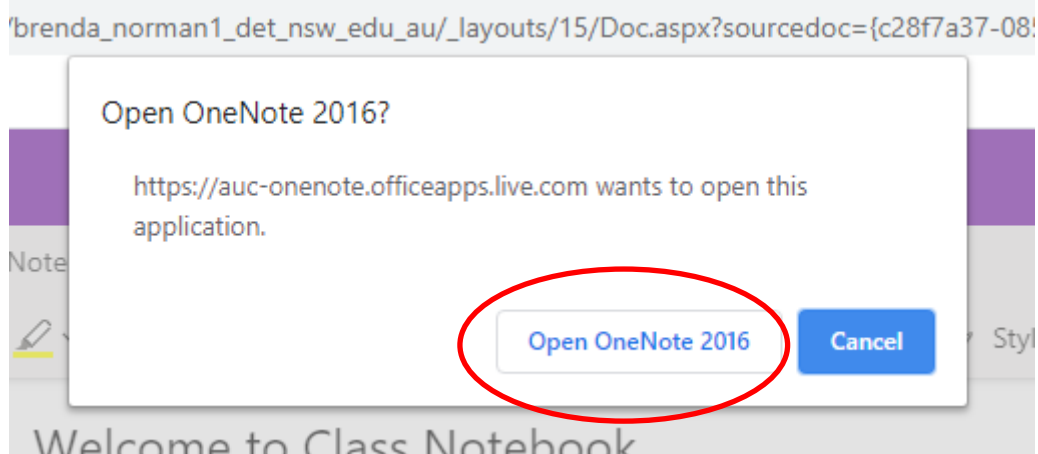 /brenda_norman1_det_nsw_edu_au/_layouts/15/Doc.aspx?sourcedoc={c28f7a37-085
Open OneNote 2016?
https://auc-onenote.officeapps.live.com wants to open this
application.
Note
Open OneNote 2016
Cancel
Styl
Welcome to Class Notebook